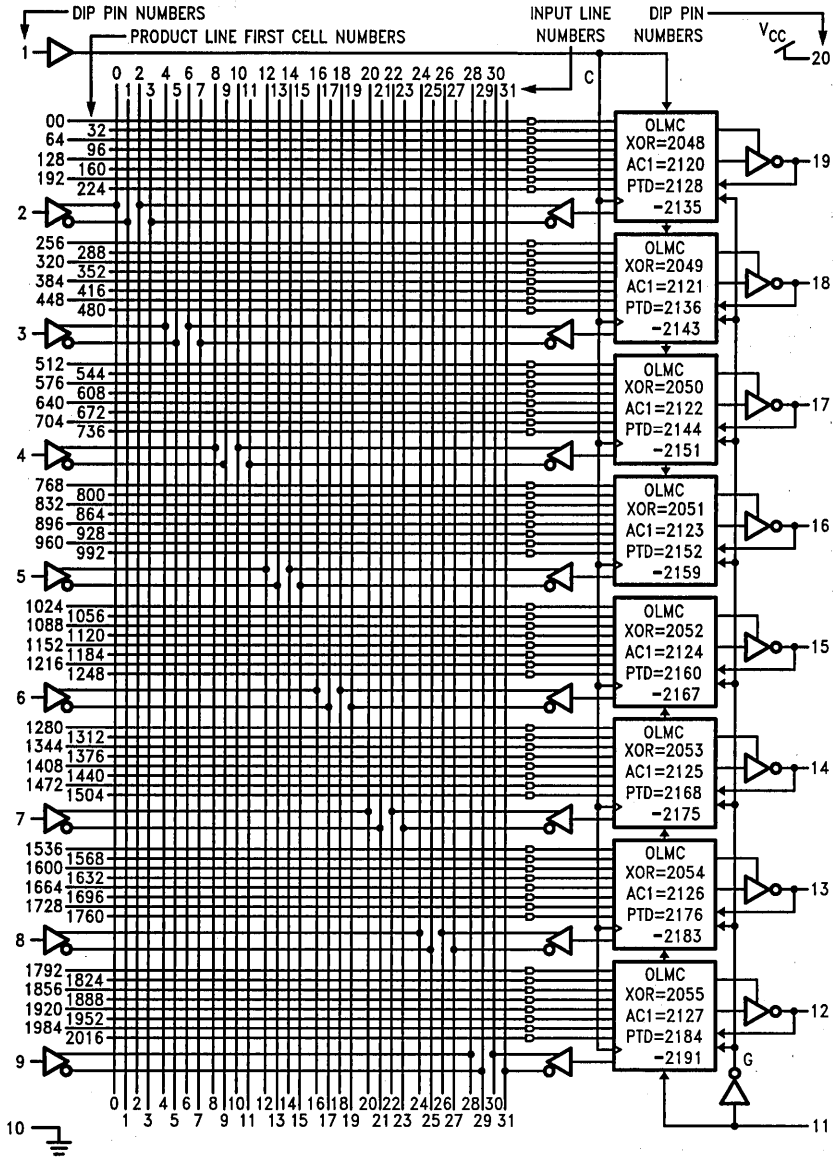 DIP PIN NUMBERS
PRODUCT LINE FIRST CELL NUMBERS
INPUT LINE
NUMBERS
DIP PIN
NUMBERS
VCC
1
20
C
0 2 4 6 8 10 12 14 16 18 20 22 24 26 28 30
1 3 5 7 9 11 13 15 17 19 21 23 25 27 29 31
00
32
64
96
128
160
192
224
OLMC
XOR=2048
AC1=2120
PTD=2128
-2135
19
2
256
288
320
352
384
416
448
480
OLMC
XOR=2049
AC1=2121
PTD=2136
-2143
18
3
512
544
576
608
640
672
704
736
OLMC
XOR=2050
AC1=2122
PTD=2144
-2151
17
4
768
800
832
864
896
928
960
992
OLMC
XOR=2051
AC1=2123
PTD=2152
-2159
16
5
1024
1056
1088
1120
1152
1184
1216
1248
OLMC
XOR=2052
AC1=2124
PTD=2160
-2167
15
6
1280
1312
1344
1376
1408
1440
1472
1504
OLMC
XOR=2053
AC1=2125
PTD=2168
-2175
14
7
1536
1568
1600
1632
1664
1696
1728
1760
OLMC
XOR=2054
AC1=2126
PTD=2176
-2183
13
8
1792
1824
1856
1888
1920
1952
1984
2016
OLMC
XOR=2055
AC1=2127
PTD=2184
-2191
12
9
G
0 2 4 6 8 10 12 14 16 18 20 22 24 26 28 30
1 3 5 7 9 11 13 15 17 19 21 23 25 27 29 31
10
11